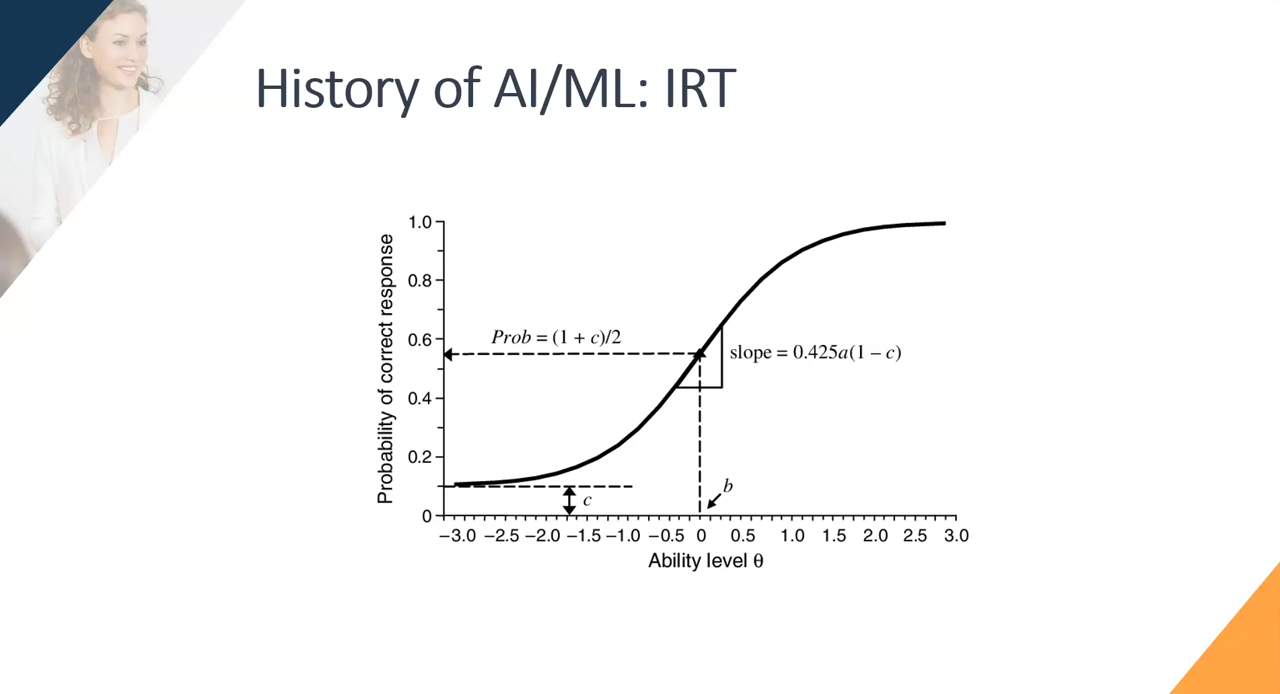 History of AI/ML: IRT
Probability of correct response
1.0
0.8
0.6
0.4
0.2
0
Prob = (1 + c)/2
slope = 0.425a(1 – c)
b
c
–3.0 –2.5 –2.0 –1.5 –1.0 –0.5 0 0.5 1.0 1.5 2.0 2.5 3.0
Ability level θ